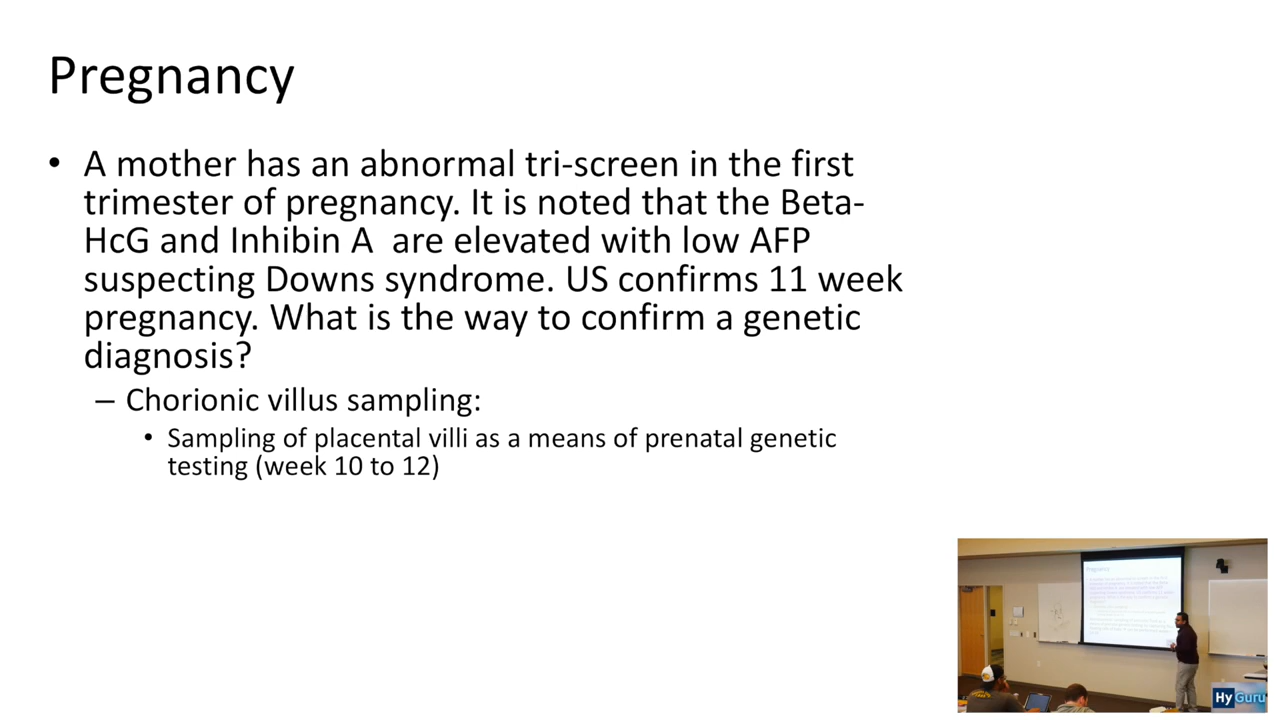 Pregnancy
• A mother has an abnormal tri-screen in the first
trimester of pregnancy. It is noted that the Beta-
HcG and Inhibin A are elevated with low AFP
suspecting Downs syndrome. US confirms 11 week
pregnancy. What is the way to confirm a genetic
diagnosis?
– Chorionic villus sampling:
• Sampling of placental villi as a means of prenatal genetic
testing (week 10 to 12)
Pregnancy
HyGuru